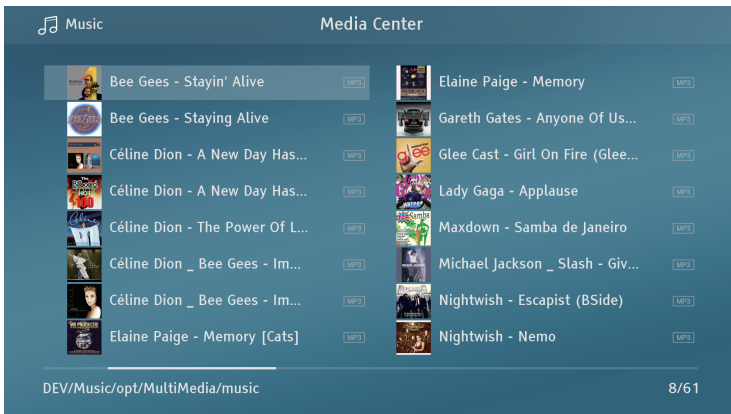 Music
Media Center
Bee Gees - Stayin' Alive MP3
Bee Gees - Staying Alive MP3
Céline Dion - A New Day Has... MP3
Céline Dion - A New Day Has... MP3
Céline Dion - The Power Of L... MP3
Céline Dion _ Bee Gees - Im... MP3
Céline Dion _ Bee Gees - Im... MP3
Elaine Paige - Memory [Cats] MP3
Elaine Paige - Memory MP3
Gareth Gates - Anyone Of Us... MP3
Glee Cast - Girl On Fire (Glee... MP3
glee
Lady Gaga - Applause MP3
Maxdown - Samba de Janeiro MP3
Samba
Michael Jackson _ Slash - Giv... MP3
Nightwish - Escapist (BSide) MP3
Nightwish - Nemo MP3
DEV/Music/opt/MultiMedia/music
8/61